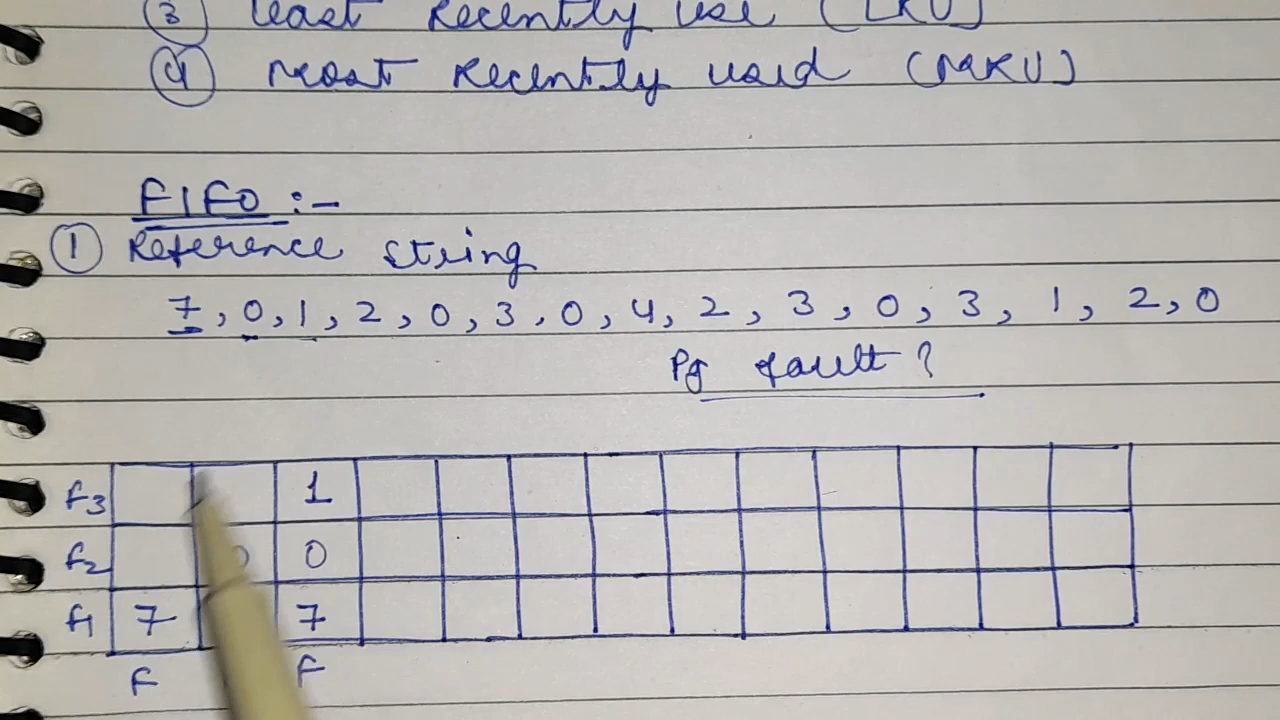 ③ Least Recently use (LRU)
④ Most Recently used (MRU)
FIFO :-
① Reference string
7, 0, 1, 2, 0, 3, 0, 4, 2, 3, 0, 3, 1, 2, 0
Pg fault?
f3 1
f2 0 0
f1 7 7
F F